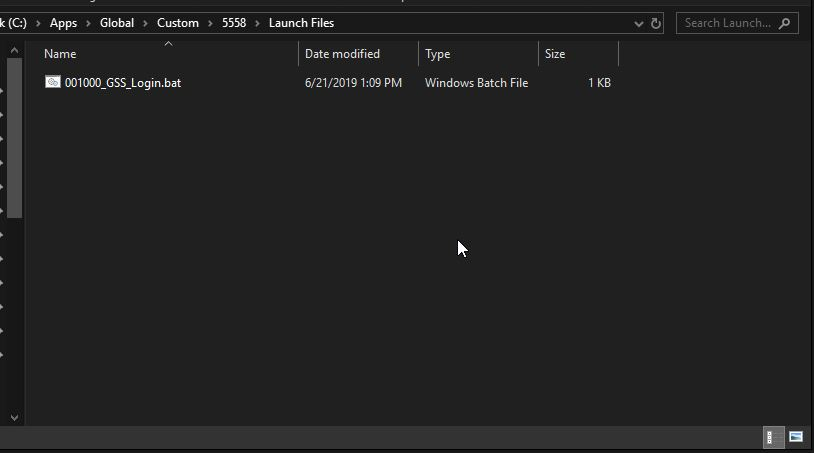 k (C:) > Apps > Global > Custom > 5558 > Launch Files
Search Launch...
Name Date modified Type Size
001000_GSS_Login.bat 6/21/2019 1:09 PM Windows Batch File 1 KB